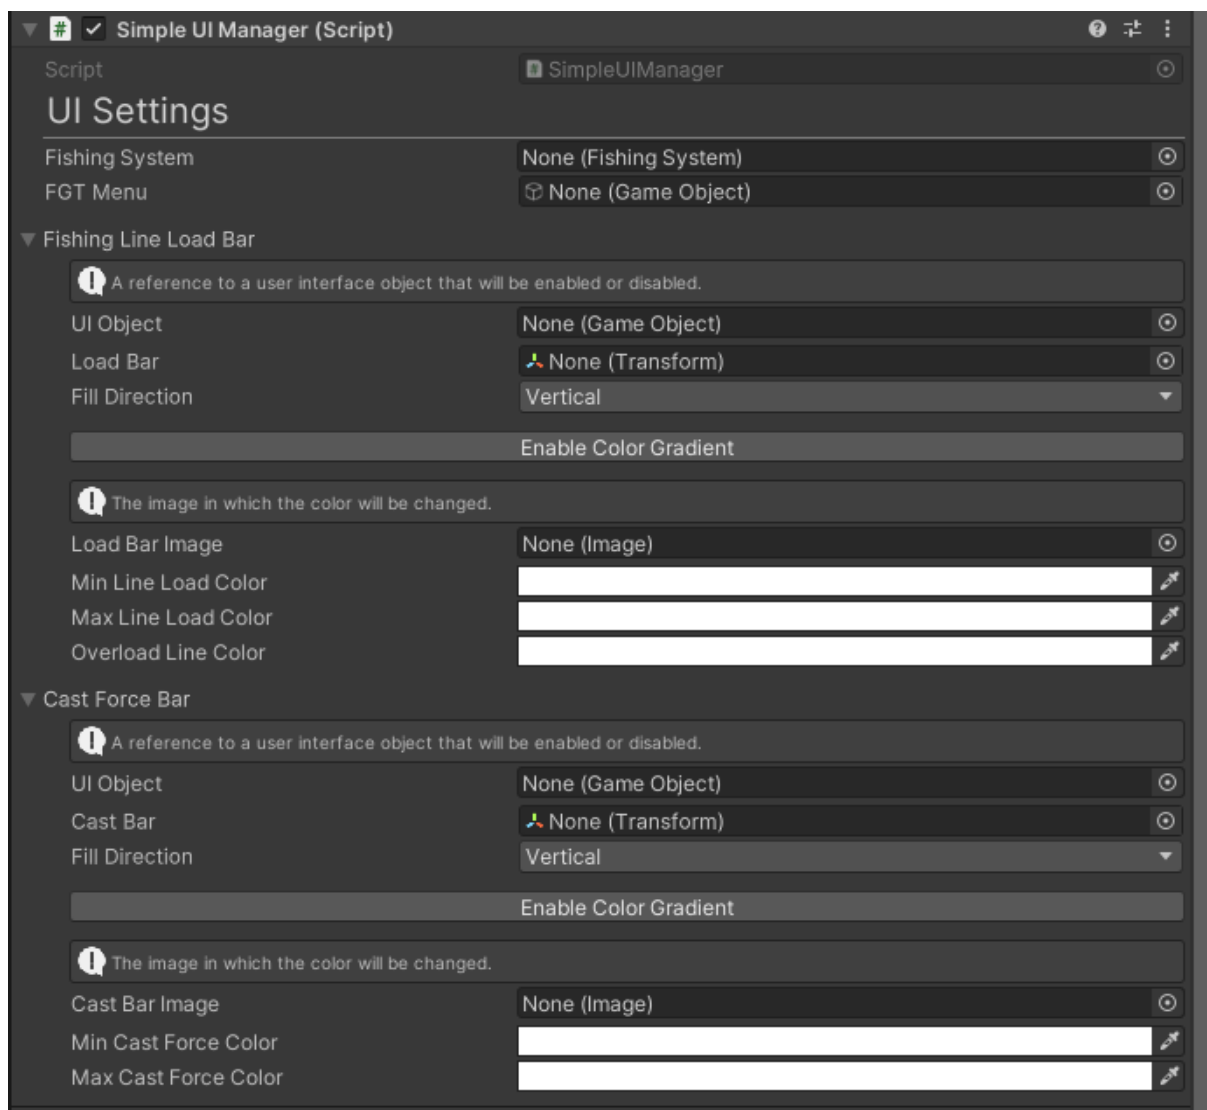 Simple UI Manager (Script)
Script SimpleUIManager
UI Settings
Fishing System None (Fishing System)
FGT Menu None (Game Object)
Fishing Line Load Bar
A reference to a user interface object that will be enabled or disabled.
UI Object None (Game Object)
Load Bar None (Transform)
Fill Direction Vertical
Enable Color Gradient
The image in which the color will be changed.
Load Bar Image None (Image)
Min Line Load Color
Max Line Load Color
Overload Line Color
Cast Force Bar
A reference to a user interface object that will be enabled or disabled.
UI Object None (Game Object)
Cast Bar None (Transform)
Fill Direction Vertical
Enable Color Gradient
The image in which the color will be changed.
Cast Bar Image None (Image)
Min Cast Force Color
Max Cast Force Color